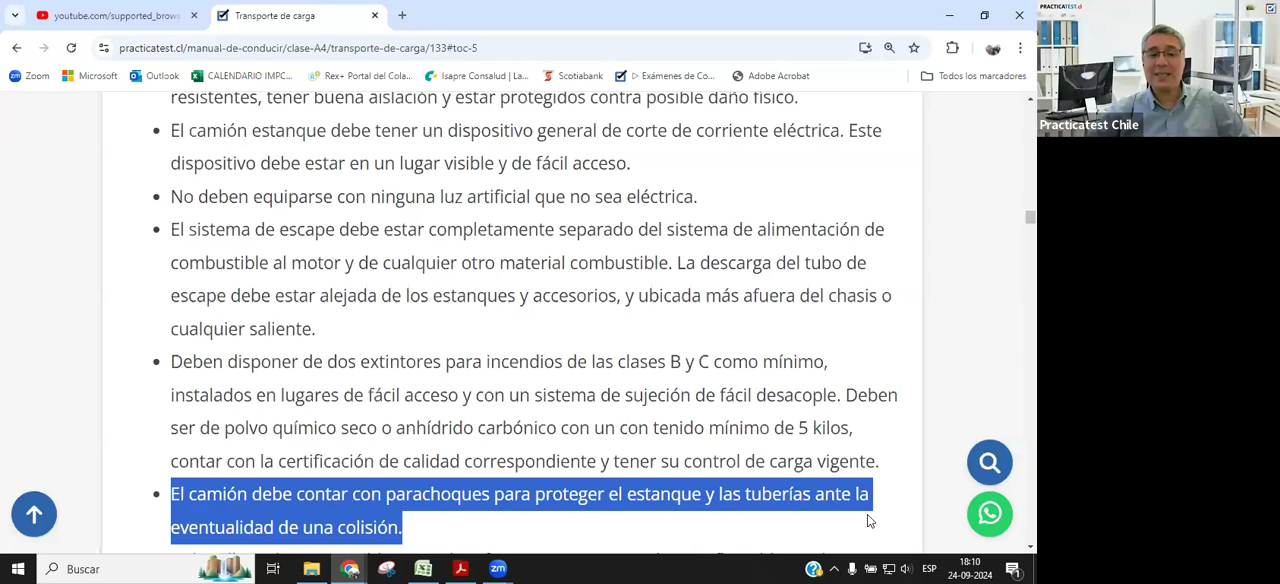 youtube.com/supported_brows
Transporte de carga
practicatest.cl/manual-de-conducir/clase-A4/transporte-de-carga/133#toc-5
Zoom
Microsoft
Outlook
CALENDARIO IMPC...
Rex+ Portal del Cola...
Isapre Consalud | La...
Scotiabank
Exámenes de Co...
Adobe Acrobat
Todos los marcadores
PRACTICATEST.cl
Practicatest Chile
resistentes, tener buena aislación y estar protegidos contra posible daño físico.
El camión estanque debe tener un dispositivo general de corte de corriente eléctrica. Este
dispositivo debe estar en un lugar visible y de fácil acceso.
No deben equiparse con ninguna luz artificial que no sea eléctrica.
El sistema de escape debe estar completamente separado del sistema de alimentación de
combustible al motor y de cualquier otro material combustible. La descarga del tubo de
escape debe estar alejada de los estanques y accesorios, y ubicada más afuera del chasis o
cualquier saliente.
Deben disponer de dos extintores para incendios de las clases B y C como mínimo,
instalados en lugares de fácil acceso y con un sistema de sujeción de fácil desacople. Deben
ser de polvo químico seco o anhídrido carbónico con un con tenido mínimo de 5 kilos,
contar con la certificación de calidad correspondiente y tener su control de carga vigente.
El camión debe contar con parachoques para proteger el estanque y las tuberías ante la
eventualidad de una colisión.
Buscar
ESP
18:10
24-09-2024